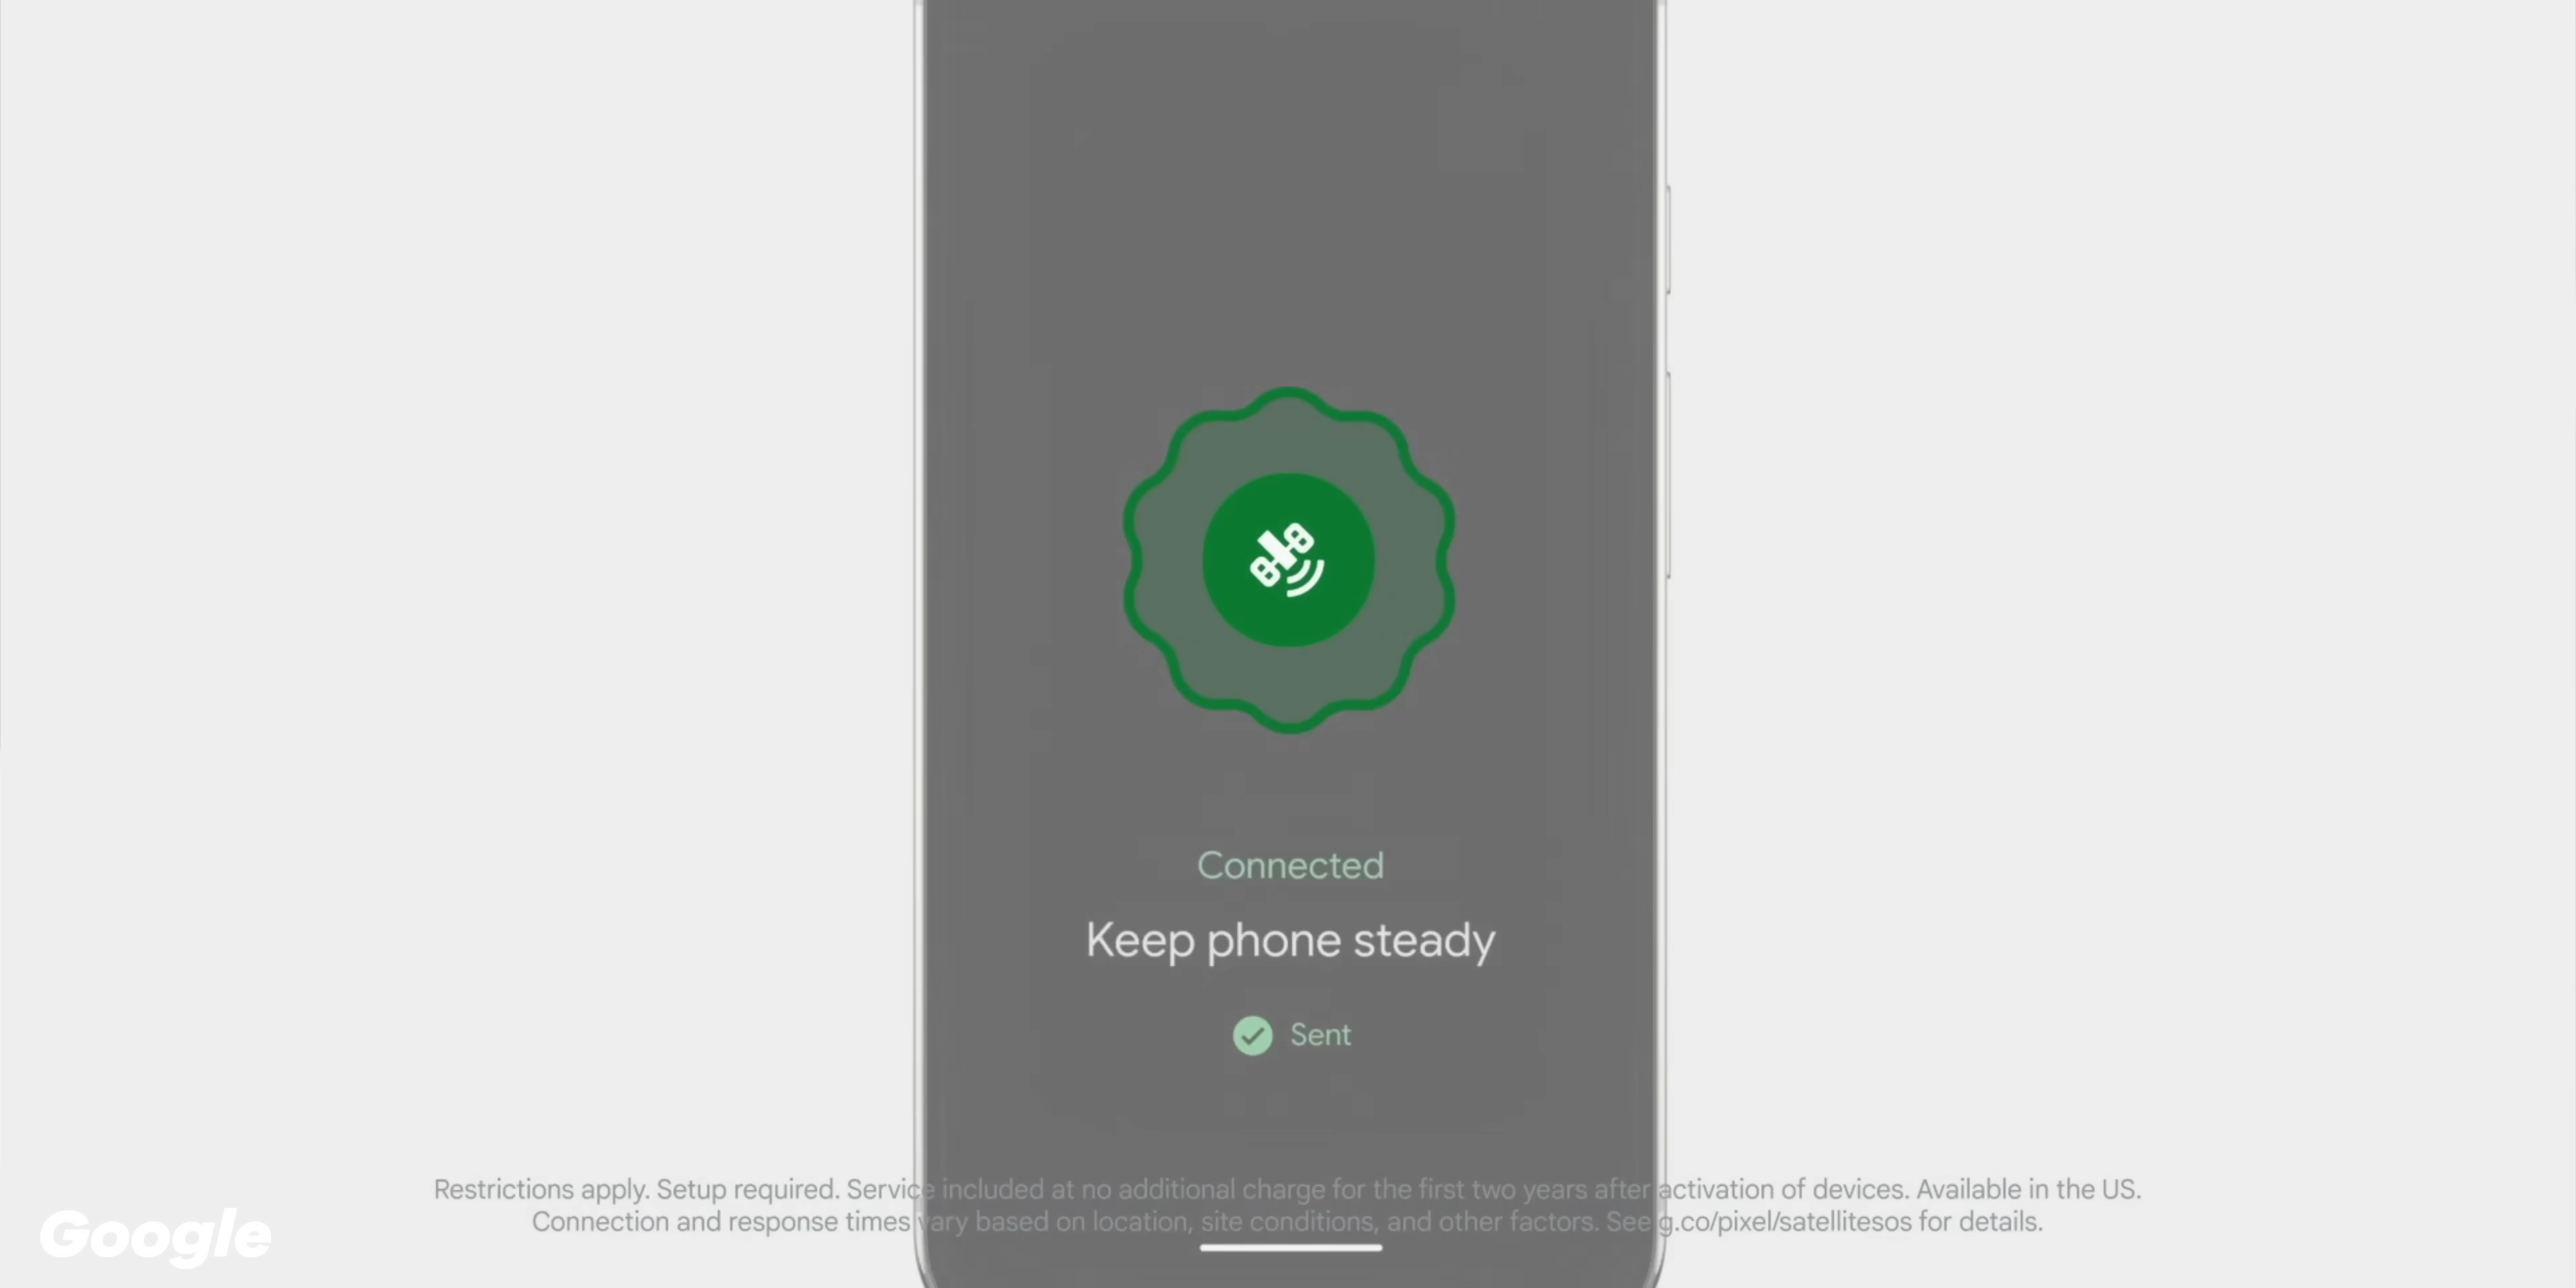 Connected
Keep phone steady
Sent
Restrictions apply. Setup required. Service included at no additional charge for the first two years after activation of devices. Available in the US.
Connection and response times vary based on location, site conditions, and other factors. See g.co/pixel/satellitesos for details.
Google